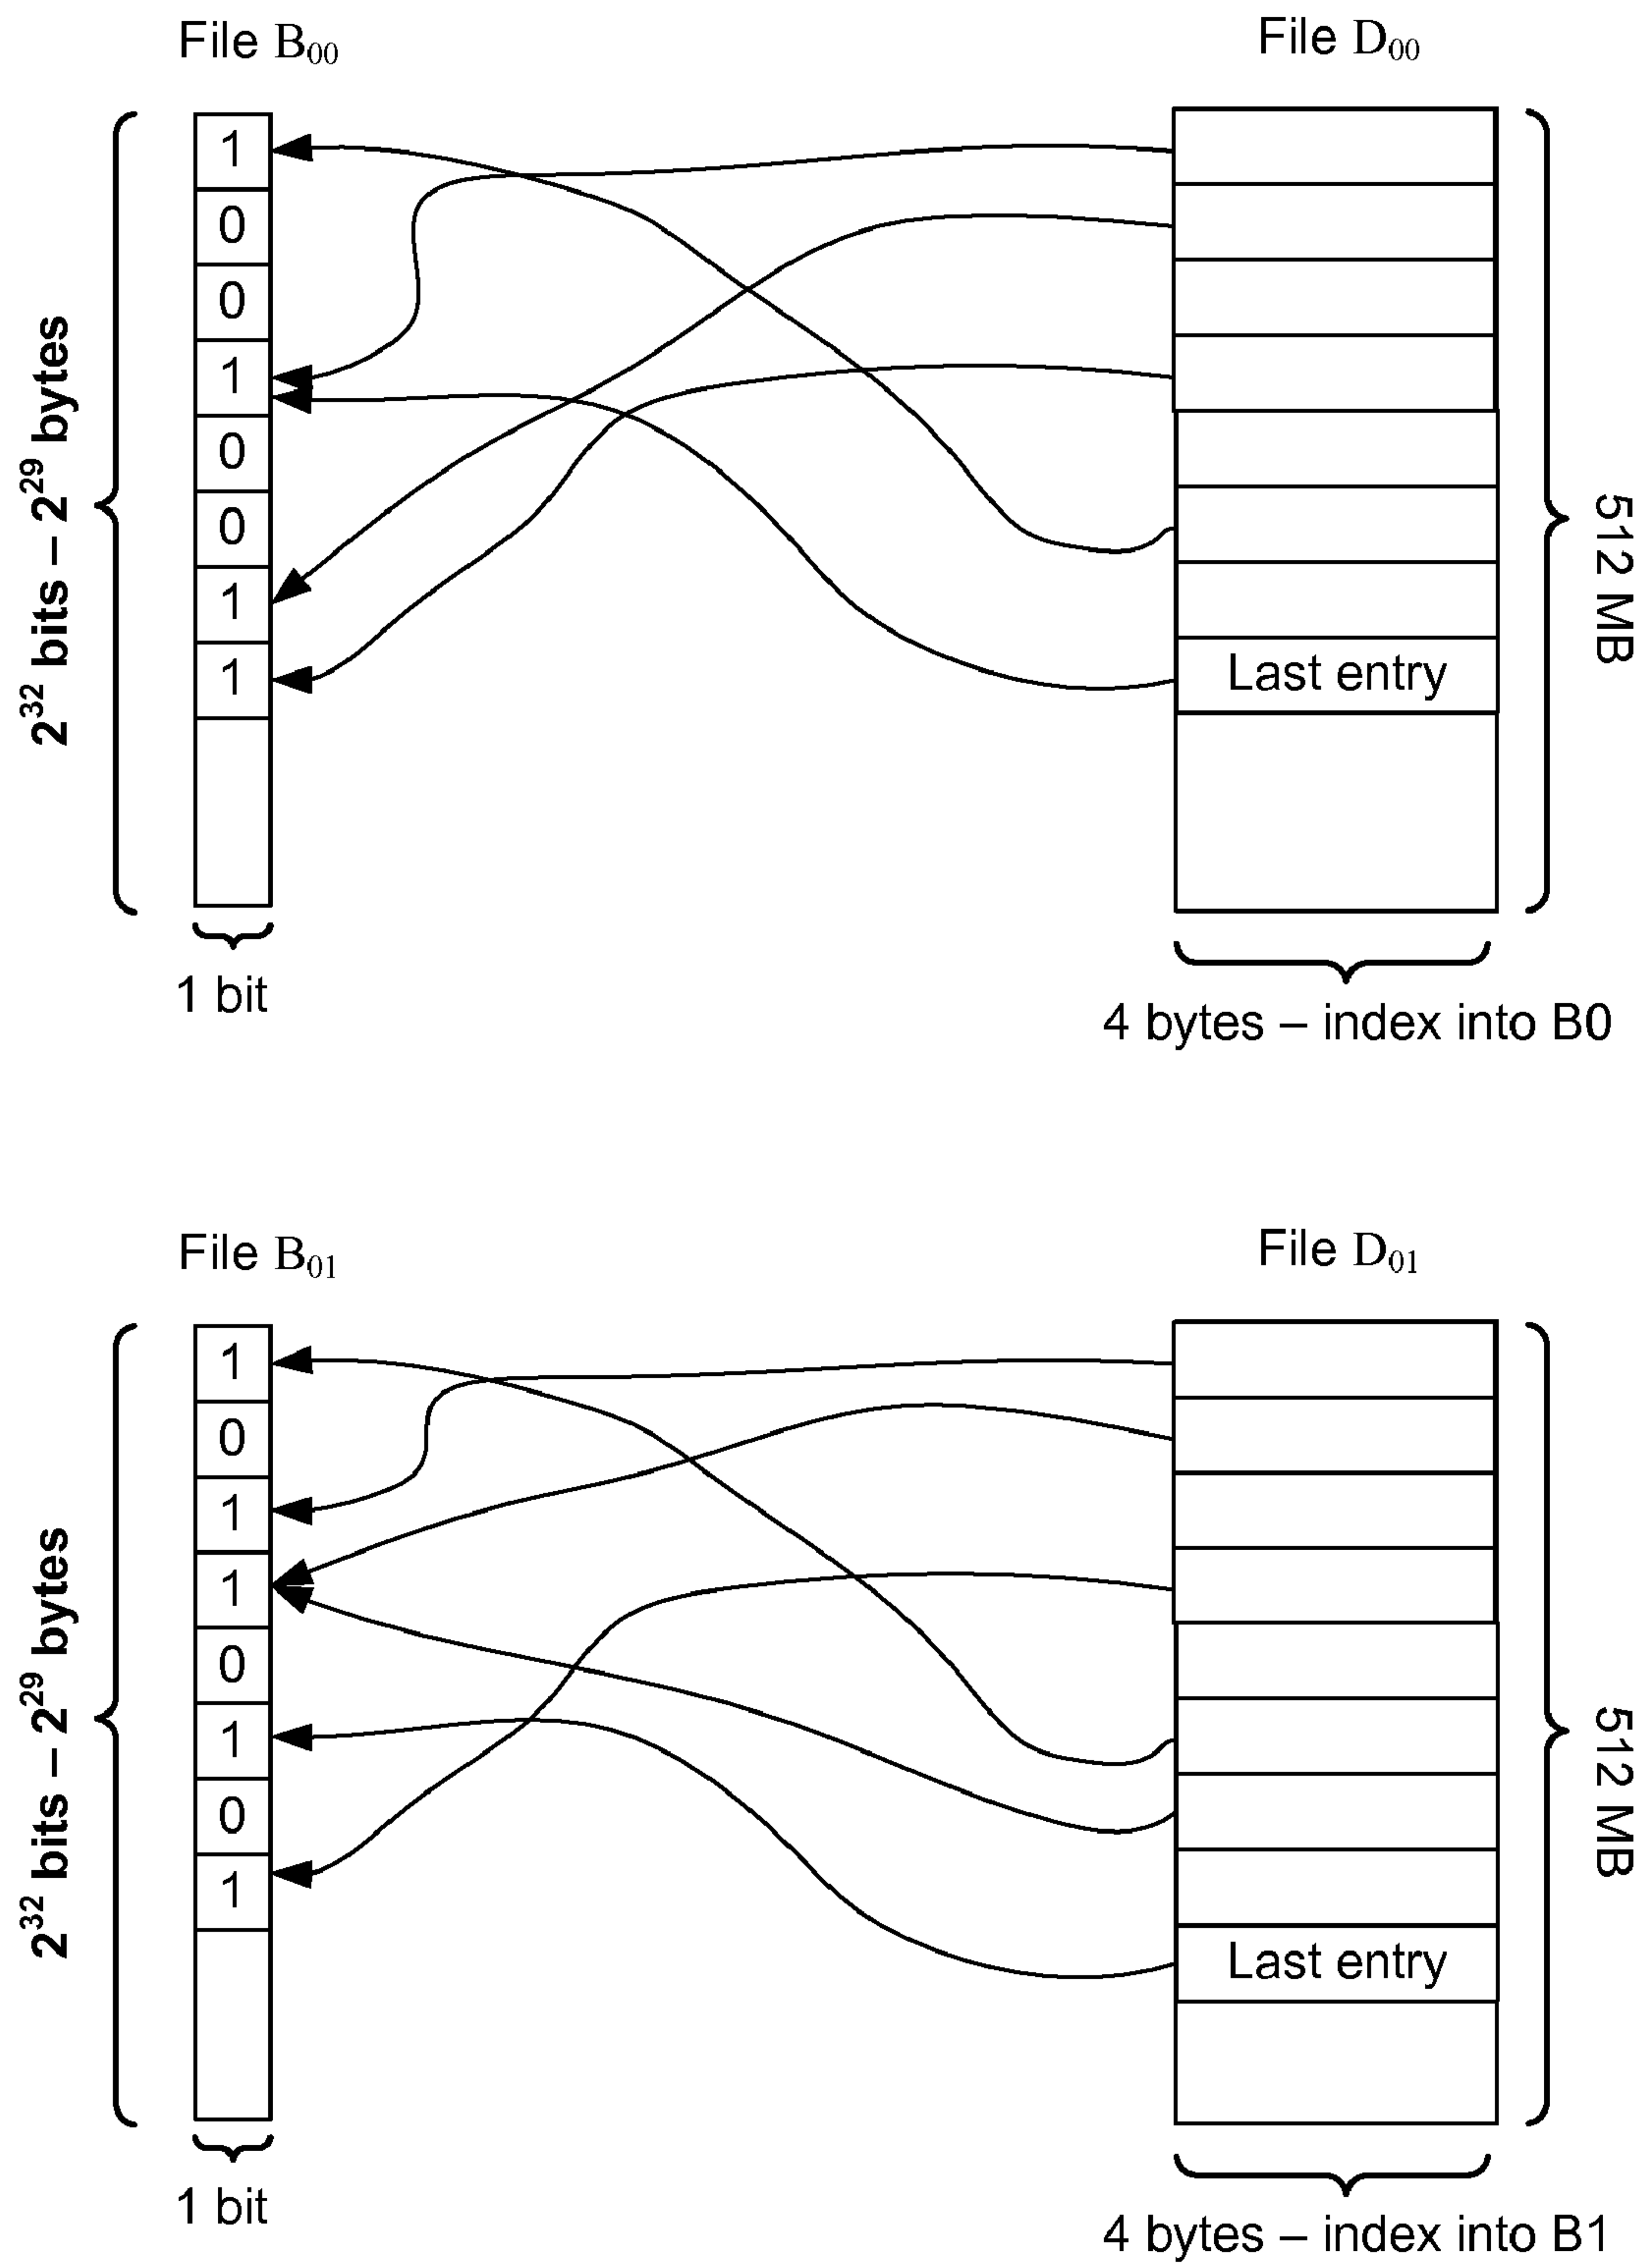 File B₀₀
File D₀₀
1
0
0
1
0
0
1
1
Last entry
2³² bits – 2²⁹ bytes
512 MB
1 bit
4 bytes – index into B0
File B₀₁
File D₀₁
1
0
1
1
0
1
0
1
Last entry
2³² bits – 2²⁹ bytes
512 MB
1 bit
4 bytes – index into B1